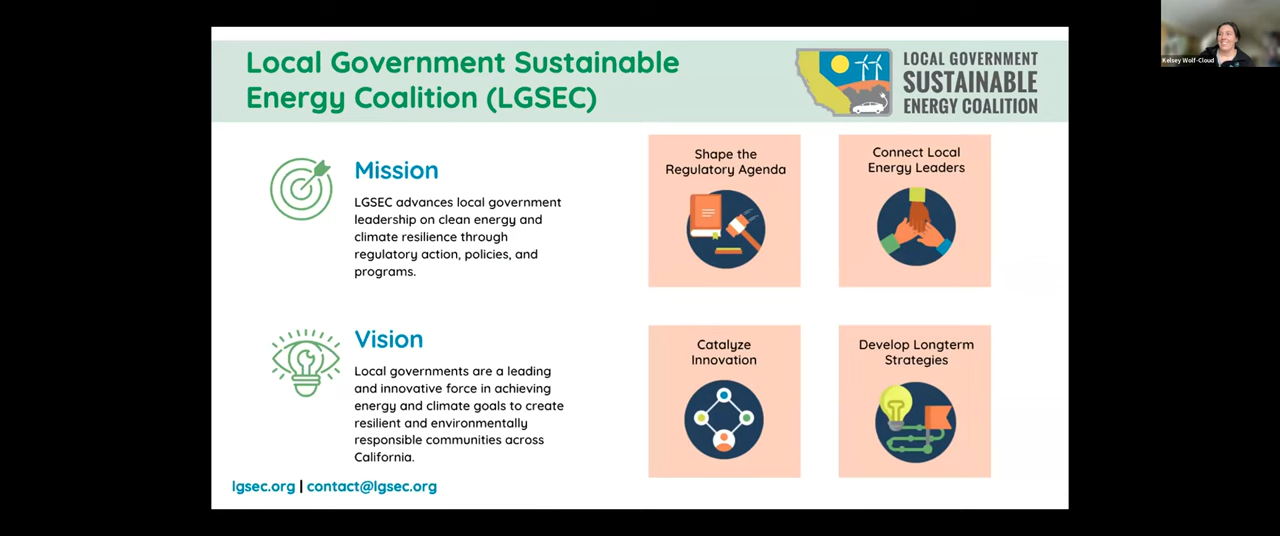 Local Government Sustainable
Energy Coalition (LGSEC)
LOCAL GOVERNMENT
SUSTAINABLE
ENERGY COALITION
Kelsey Wolf-Cloud
Mission
LGSEC advances local government
leadership on clean energy and
climate resilience through
regulatory action, policies, and
programs.
Shape the
Regulatory Agenda
Connect Local
Energy Leaders
Vision
Local governments are a leading
and innovative force in achieving
energy and climate goals to create
resilient and environmentally
responsible communities across
California.
Catalyze
Innovation
Develop Longterm
Strategies
lgsec.org | contact@lgsec.org